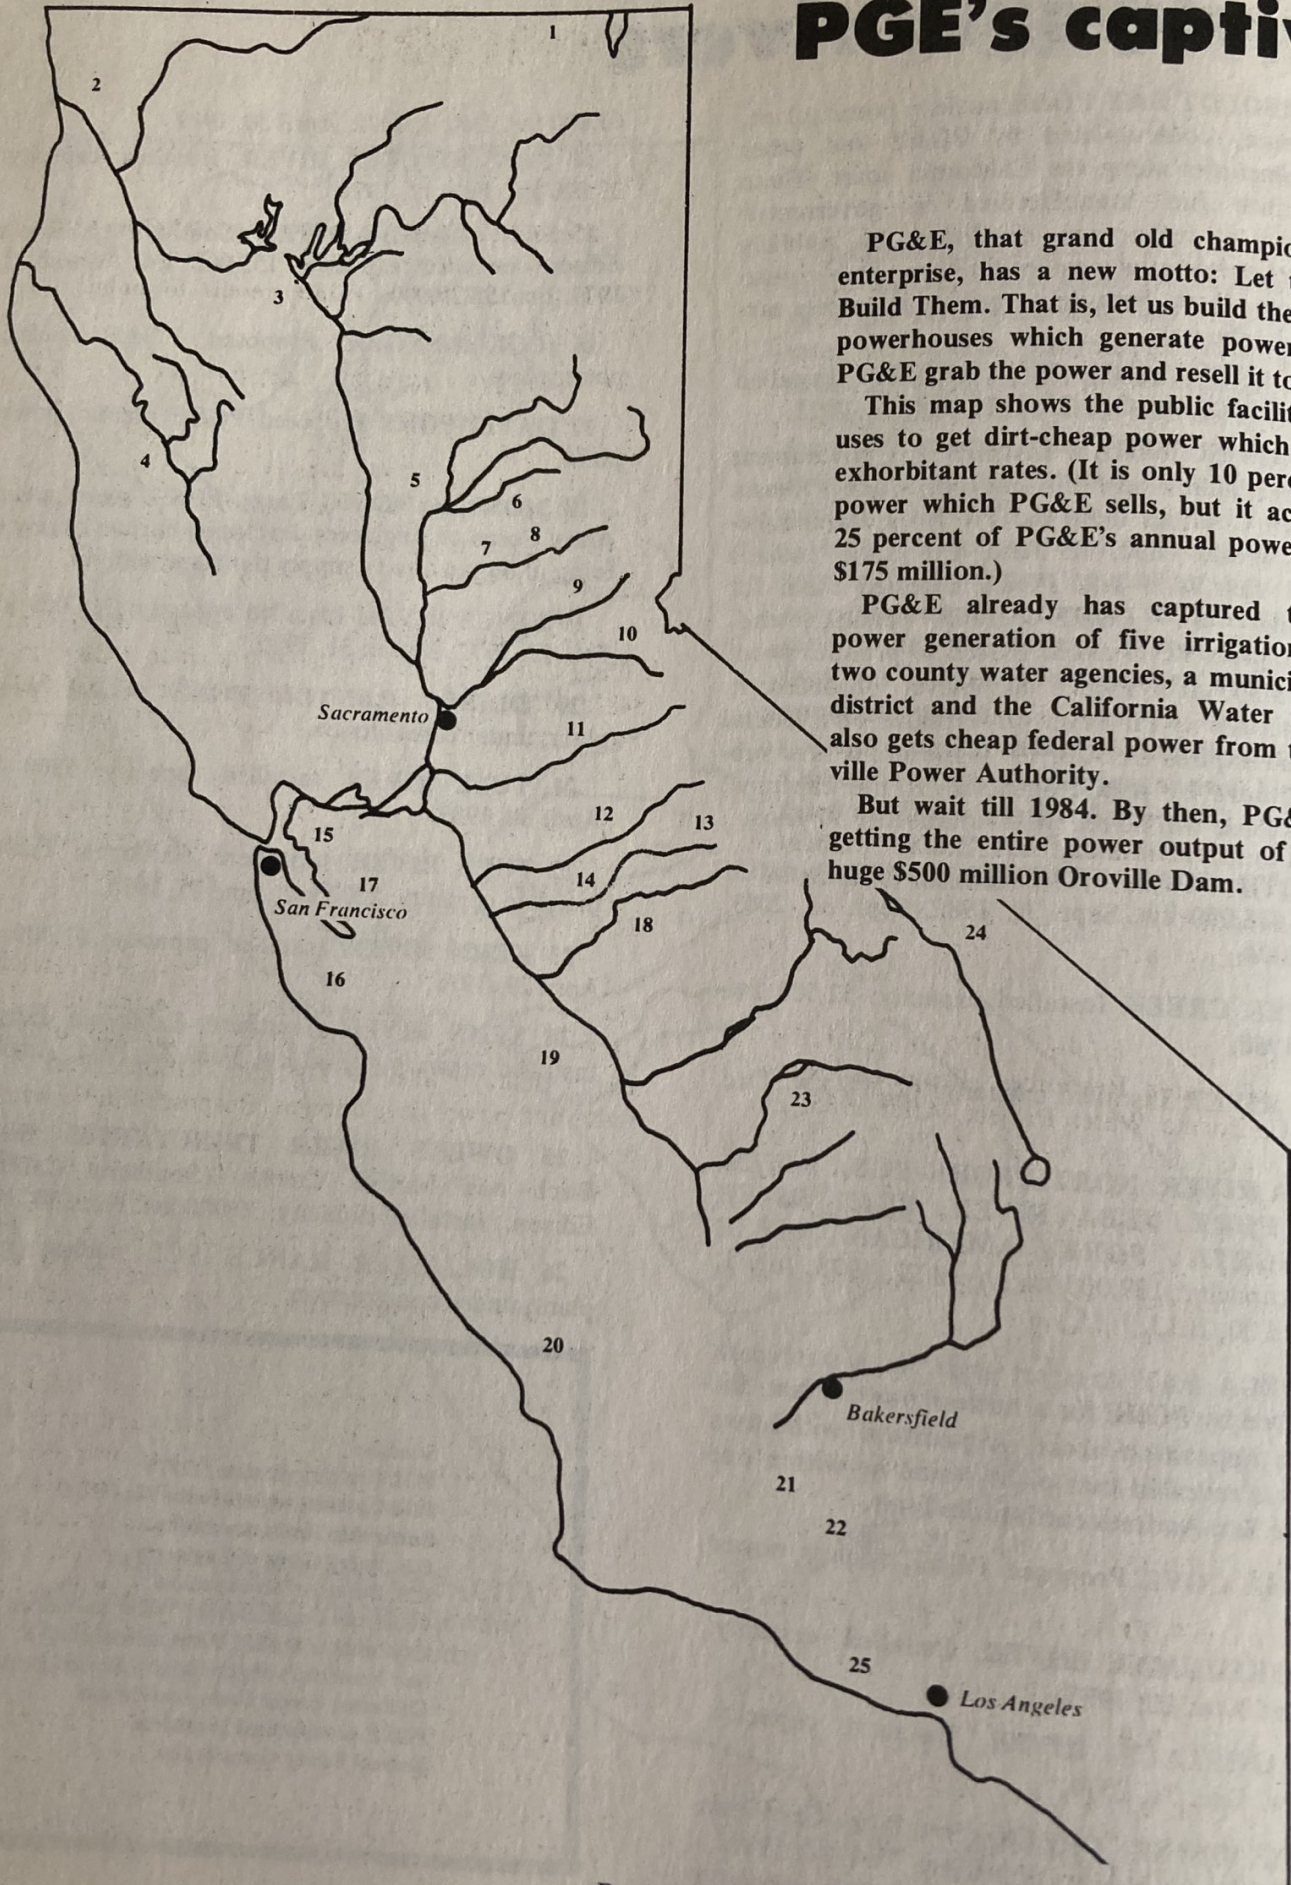 PGE's capti
PG&E, that grand old champic
enterprise, has a new motto: Let
Build Them. That is, let us build the
powerhouses which generate power
PG&E grab the power and resell it to
This map shows the public facilit
uses to get dirt-cheap power which
exhorbitant rates. (It is only 10 perc
power which PG&E sells, but it ac
25 percent of PG&E's annual powe
$175 million.)
PG&E already has captured t
power generation of five irrigation
two county water agencies, a munici
district and the California Water
also gets cheap federal power from t
ville Power Authority.
But wait till 1984. By then, PG&
getting the entire power output of
huge $500 million Oroville Dam.
1
2
3
4
5
6
7
8
9
10
Sacramento
11
12
13
14
15
17
San Francisco
18
16
24
19
23
20
Bakersfield
21
22
25
Los Angeles